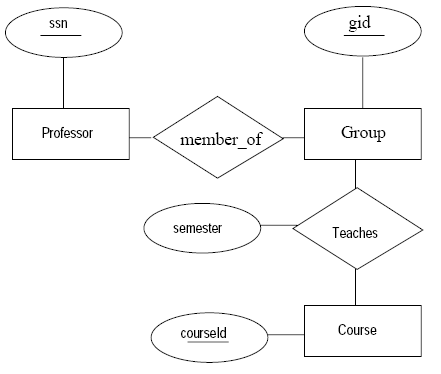 ssn
gid
Professor
member_of
Group
semester
Teaches
courseId
Course